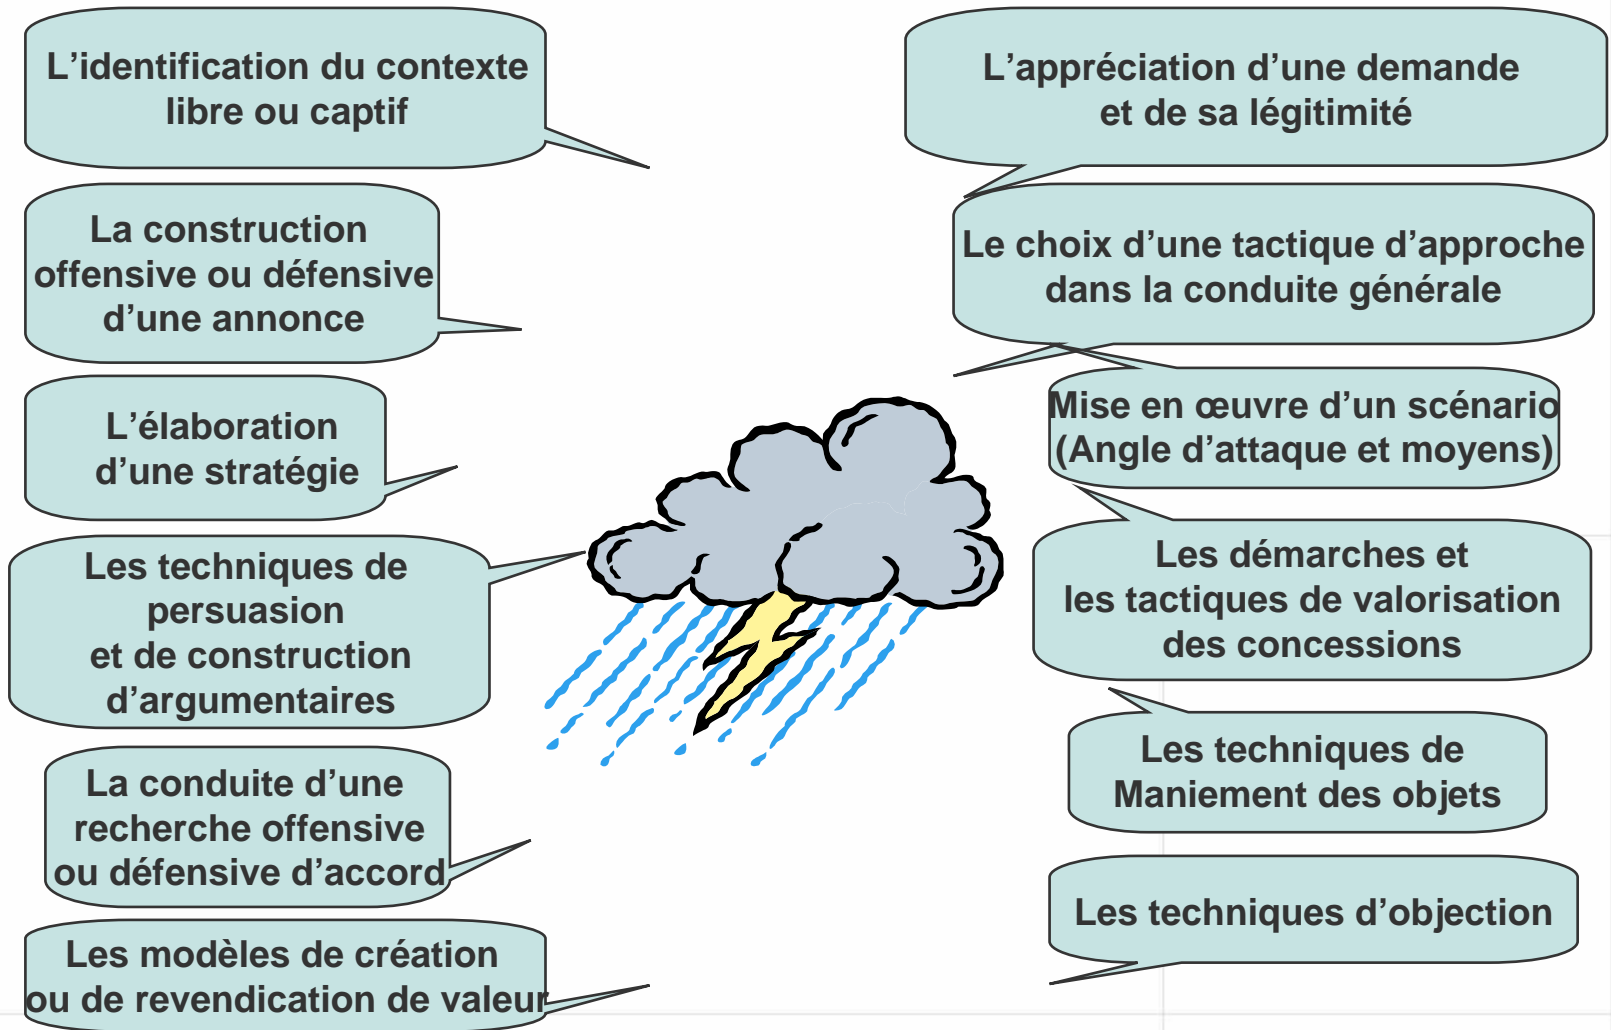 L’identification du contexte
libre ou captif
La construction
offensive ou défensive
d’une annonce
L’élaboration
d’une stratégie
Les techniques de
persuasion
et de construction
d’argumentaires
La conduite d’une
recherche offensive
ou défensive d’accord
Les modèles de création
ou de revendication de valeur
L’appréciation d’une demande
et de sa légitimité
Le choix d’une tactique d’approche
dans la conduite générale
Mise en œuvre d’un scénario
(Angle d’attaque et moyens)
Les démarches et
les tactiques de valorisation
des concessions
Les techniques de
Maniement des objets
Les techniques d’objection